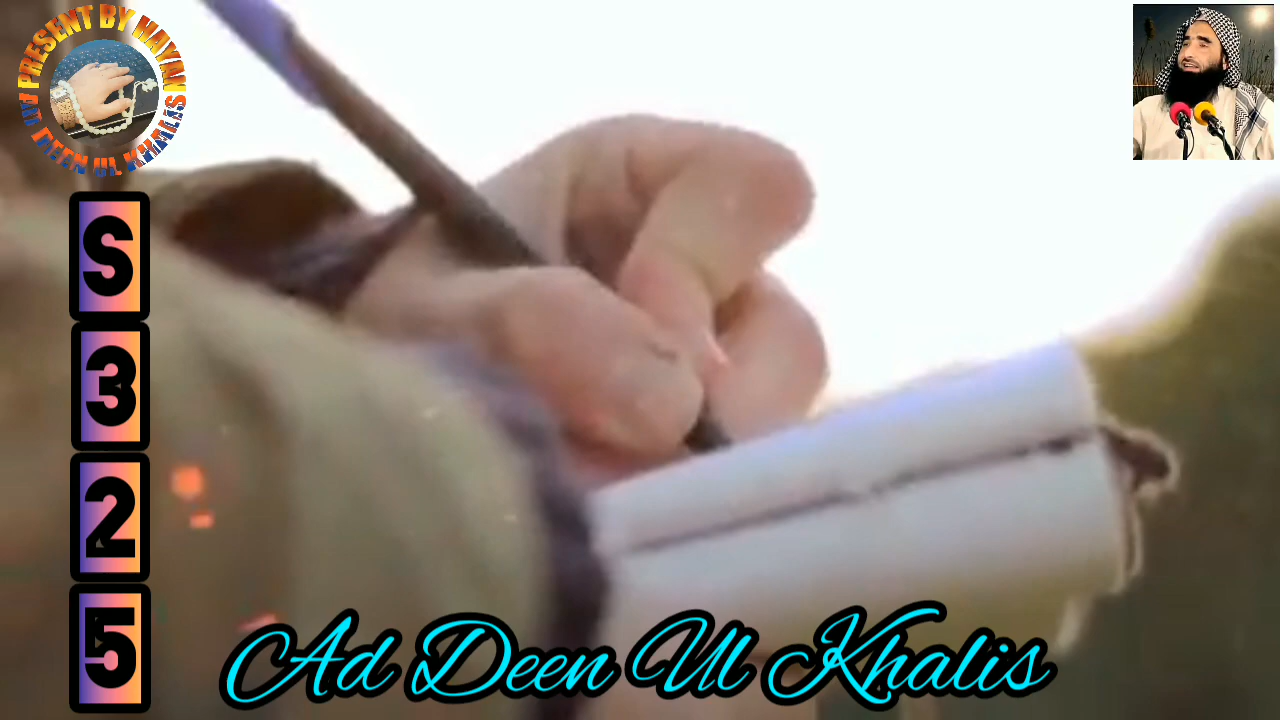 PRESENT BY HAYAN
AD DEEN UL KHALIS
S
3
2
5
Ad Deen Ul Khalis